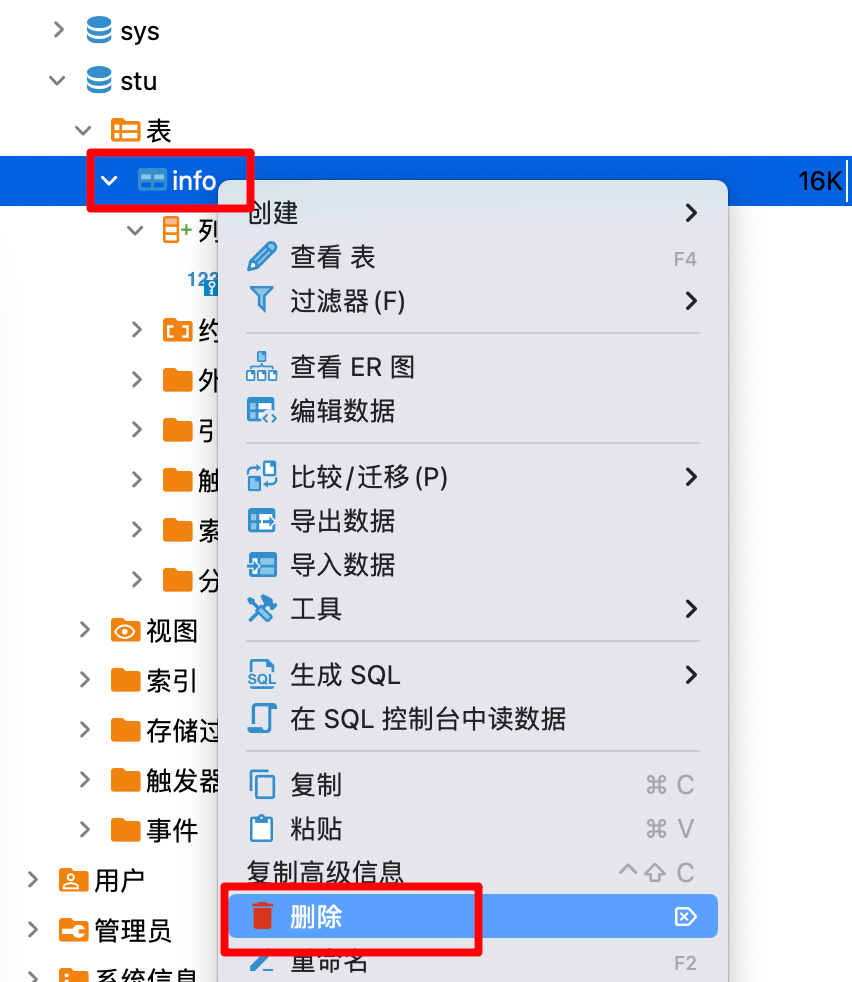 sys
stu
表
info
16K
创建
列
查看 表 F4
123
过滤器(F)
约
查看 ER 图
外
编辑数据
引
比较/迁移(P)
触
导出数据
索
导入数据
分
工具
视图
生成 SQL
索引
SQL
在 SQL 控制台中读数据
存储过
复制 ⌘ C
触发器
粘贴 ⌘ V
事件
复制高级信息 ^⇧ C
用户
删除
管理员
重命名 F2
系统信息